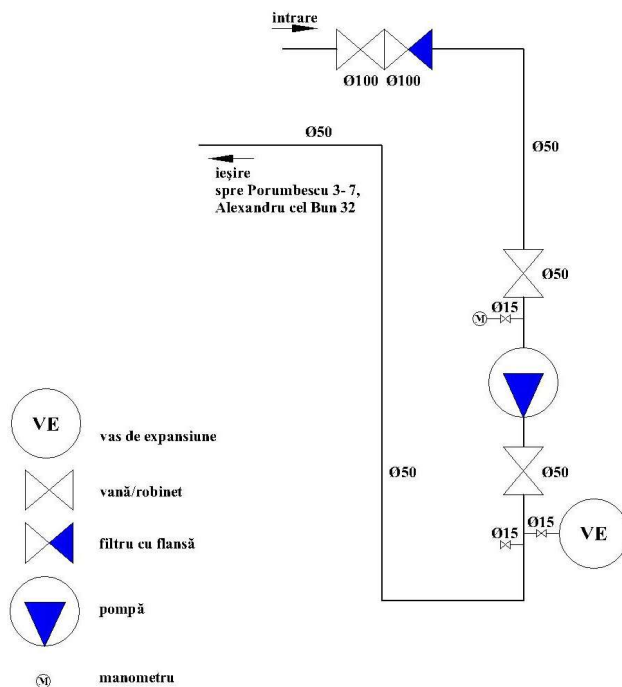 intrare
Ø100 Ø100
Ø50
Ø50
ieşire
spre Porumbescu 3- 7,
Alexandru cel Bun 32
Ø50
Ø15
M
VE
vas de expansiune
Ø50
Ø50
vană/robinet
Ø15
Ø15
VE
filtru cu flansă
pompă
M
manometru